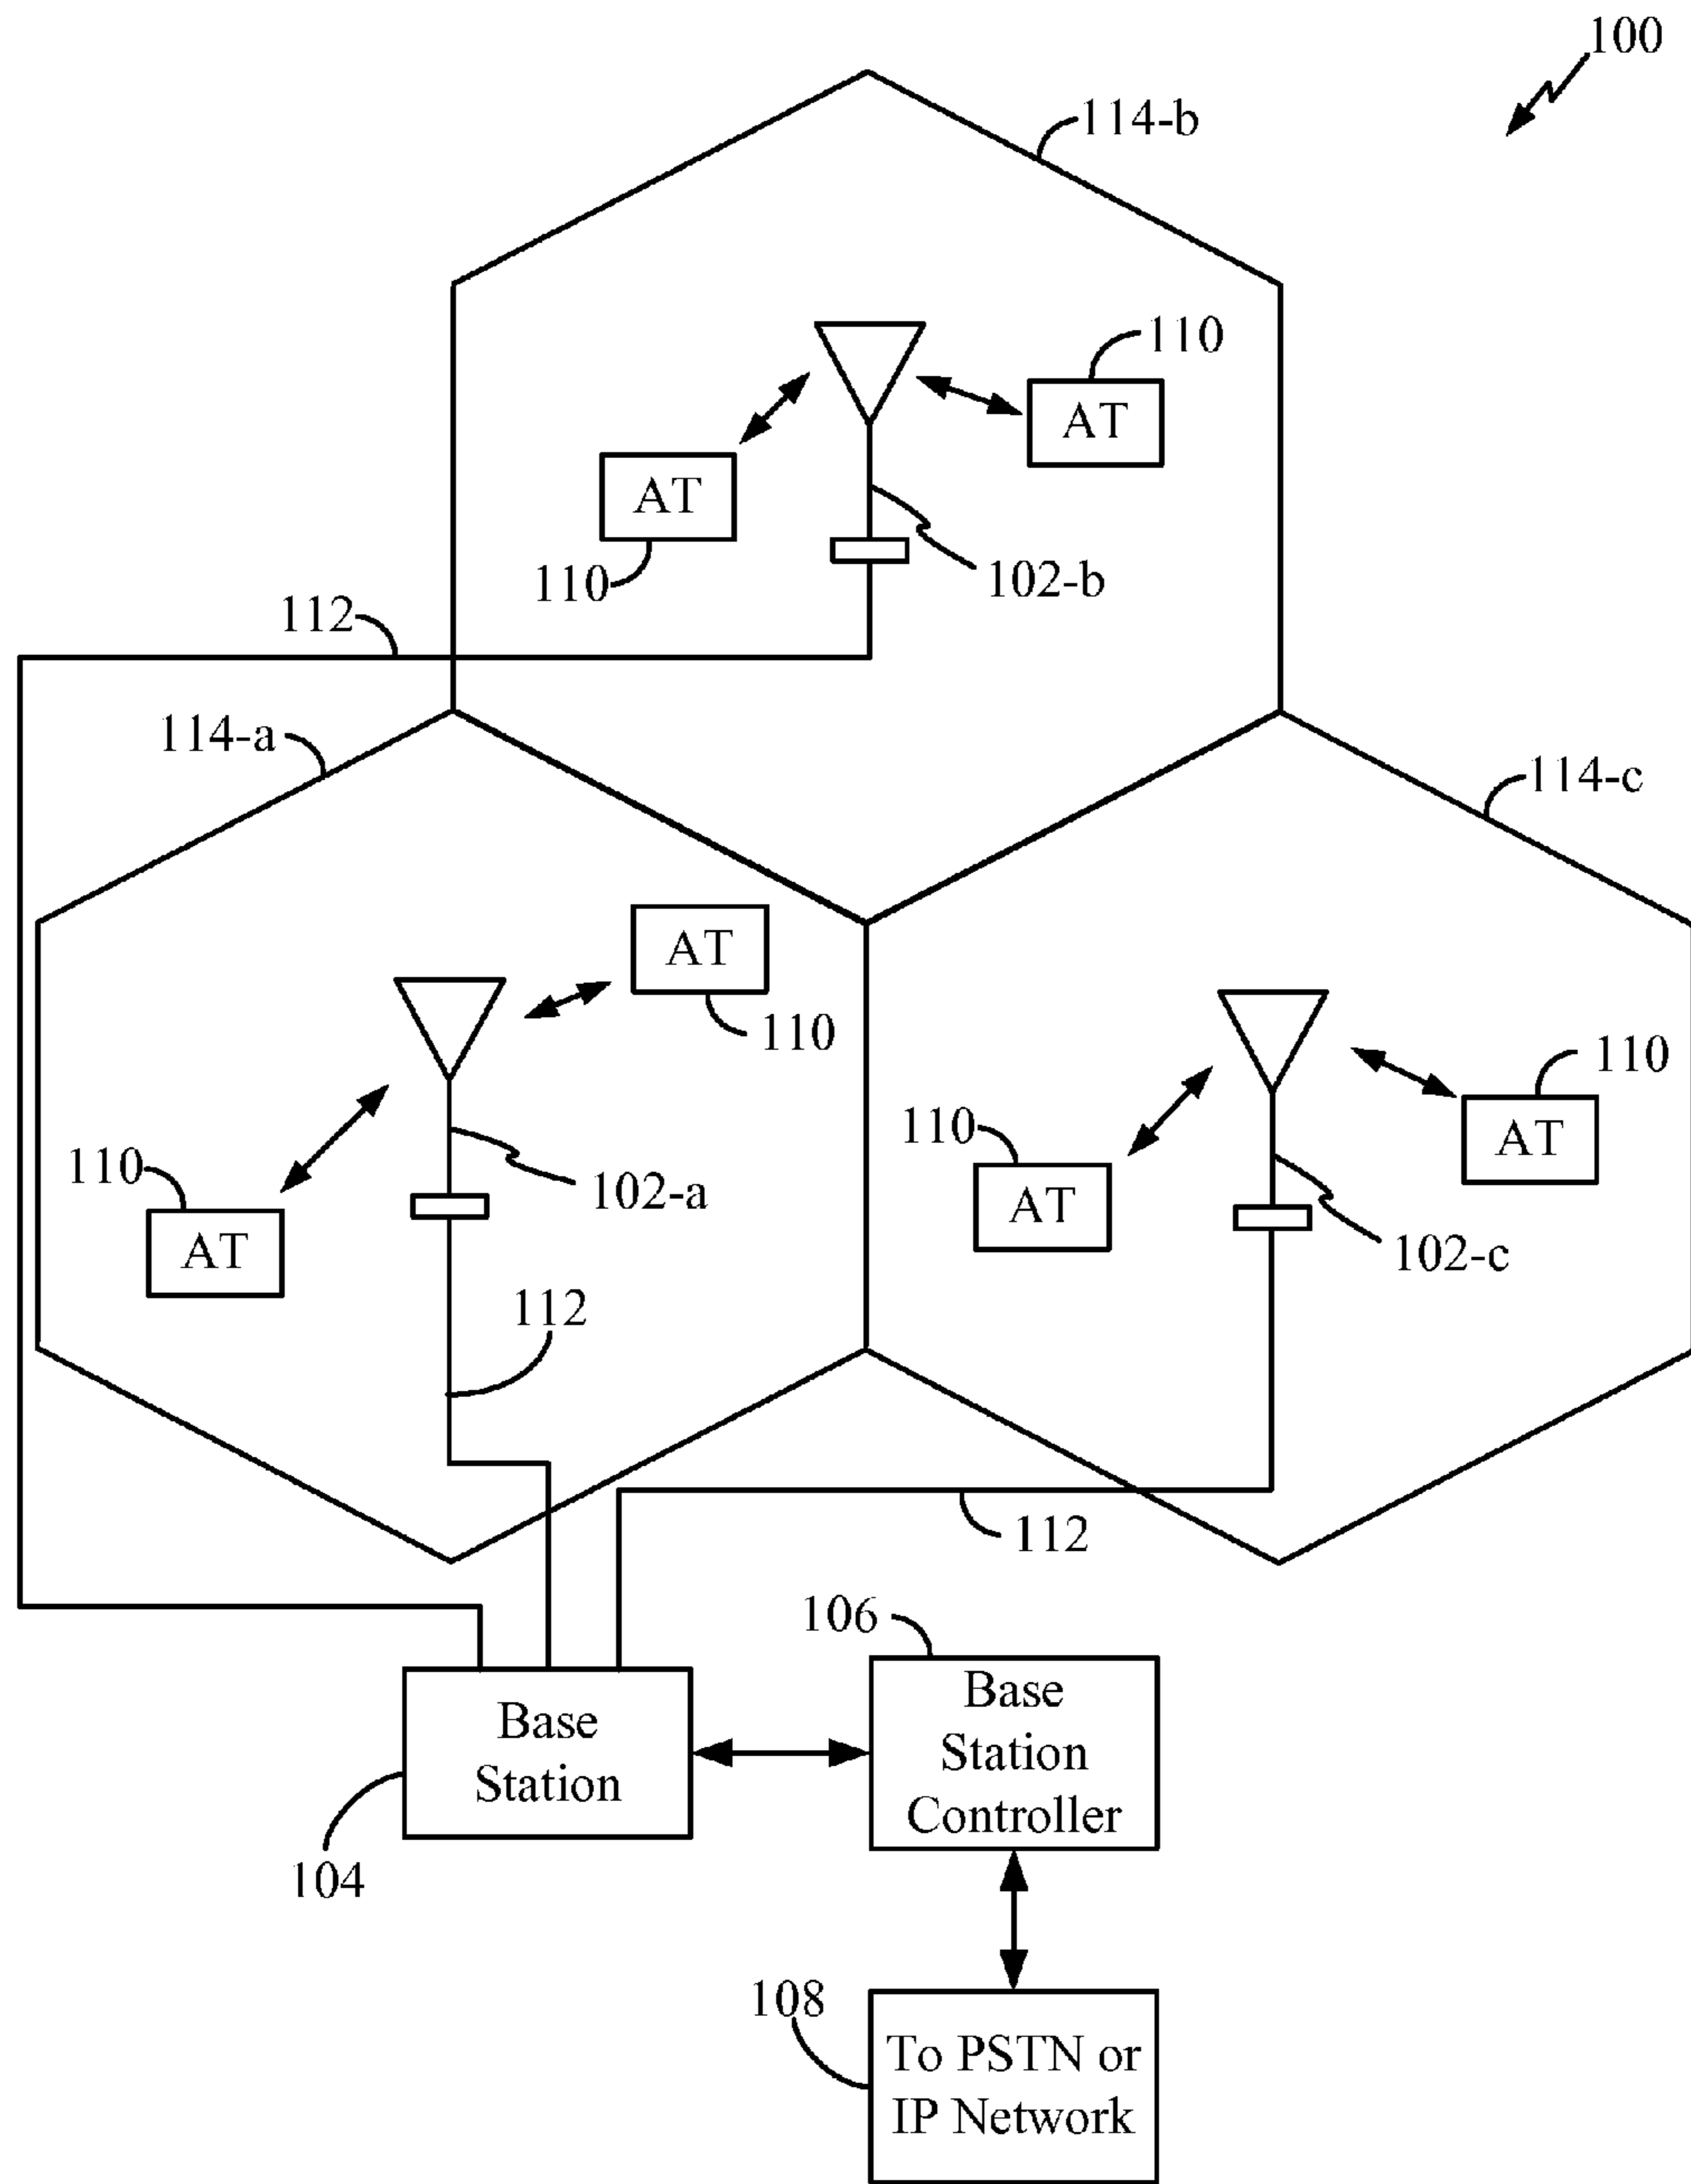 100
114-b
110
AT
AT
110
102-b
112
114-a
114-c
AT
110
110
110
110
AT
102-a
AT
AT
102-c
112
112
106
Base
Station
Base
Station
Controller
104
108
To PSTN or
IP Network